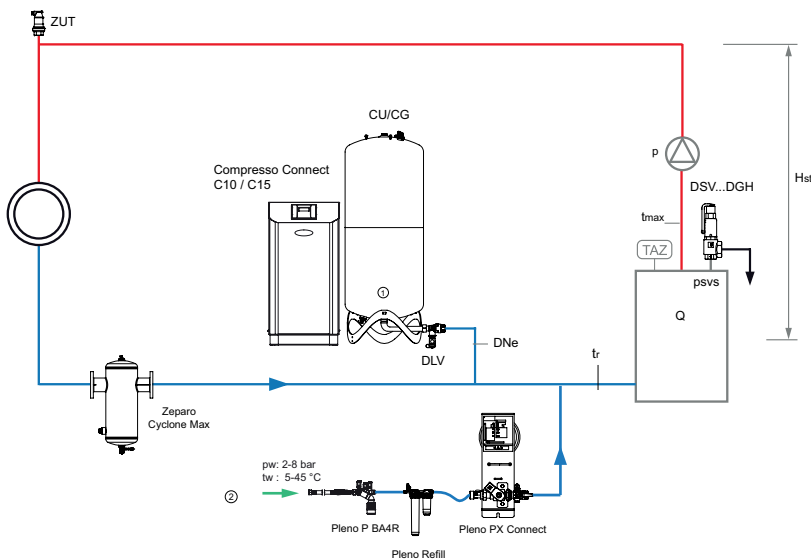 ZUT
CU/CG
Compresso Connect
C10 / C15
p
DSV...DGH
Hst
tmax
TAZ
psvs
Q
1
DNe
DLV
tr
Zeparo
Cyclone Max
pw: 2-8 bar
tw : 5-45 °C
2
Pleno P BA4R
Pleno PX Connect
Pleno Refill